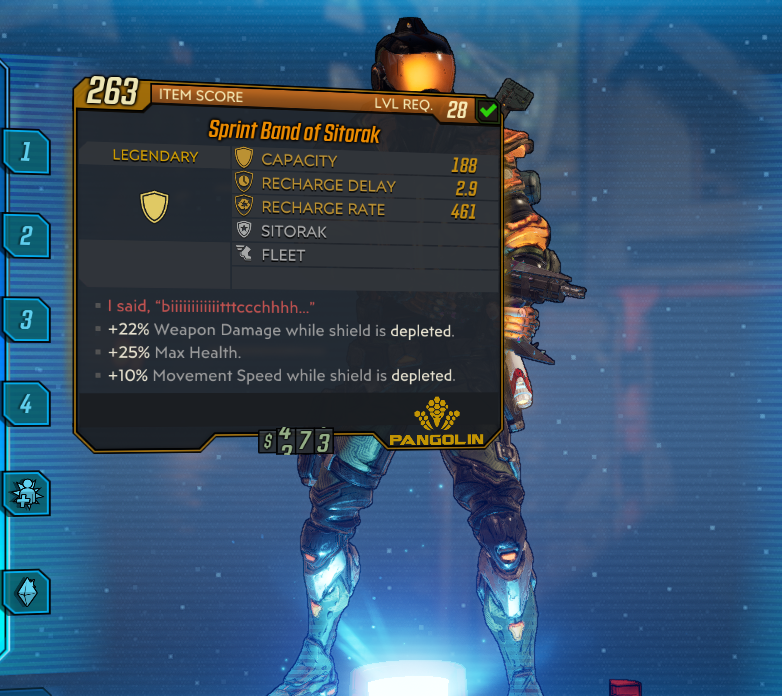 263 ITEM SCORE LVL REQ. 28
Sprint Band of Sitorak
LEGENDARY
CAPACITY 188
RECHARGE DELAY 2.9
RECHARGE RATE 461
SITORAK
FLEET
I said, "biiiiiiiiiiiitttccchhhh..."
+22% Weapon Damage while shield is depleted.
+25% Max Health.
+10% Movement Speed while shield is depleted.
PANGOLIN
1
2
3
4